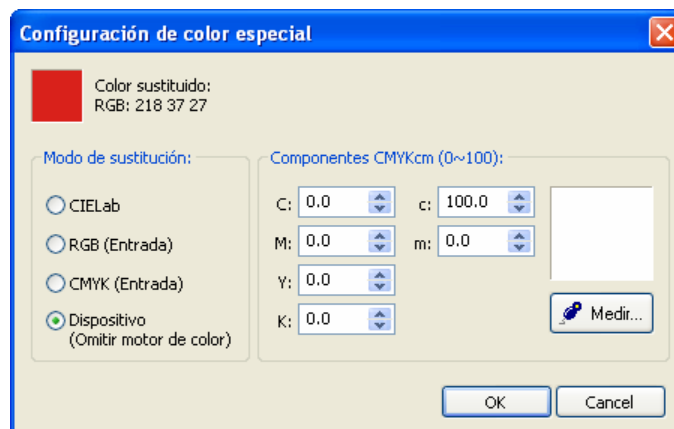 Configuración de color especial
Color sustituido:
RGB: 218 37 27
Modo de sustitución:
CIELab
RGB (Entrada)
CMYK (Entrada)
Dispositivo
(Omitir motor de color)
Componentes CMYKcm (0~100):
C: 0.0 c: 100.0
M: 0.0 m: 0.0
Y: 0.0
K: 0.0
Medir...
OK Cancel